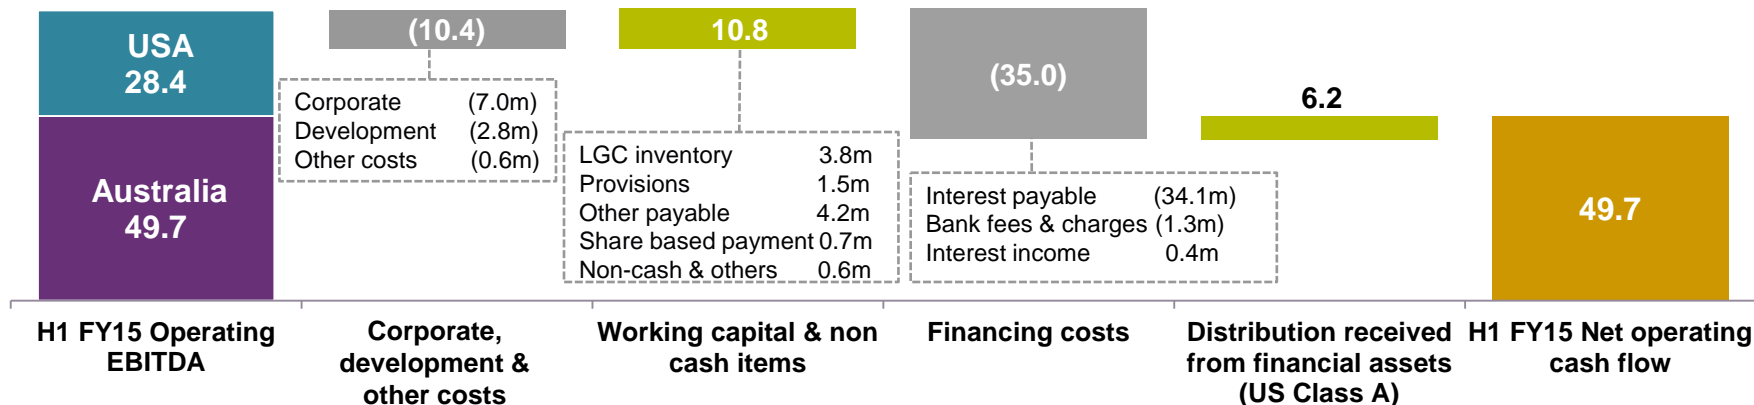 USA
28.4
Australia
49.7
(10.4)
Corporate (7.0m)
Development (2.8m)
Other costs (0.6m)
10.8
LGC inventory 3.8m
Provisions 1.5m
Other payable 4.2m
Share based payment 0.7m
Non-cash & others 0.6m
(35.0)
Interest payable (34.1m)
Bank fees & charges (1.3m)
Interest income 0.4m
6.2
49.7
H1 FY15 Operating
EBITDA
Corporate,
development &
other costs
Working capital & non
cash items
Financing costs
Distribution received
from financial assets
(US Class A)
H1 FY15 Net operating
cash flow